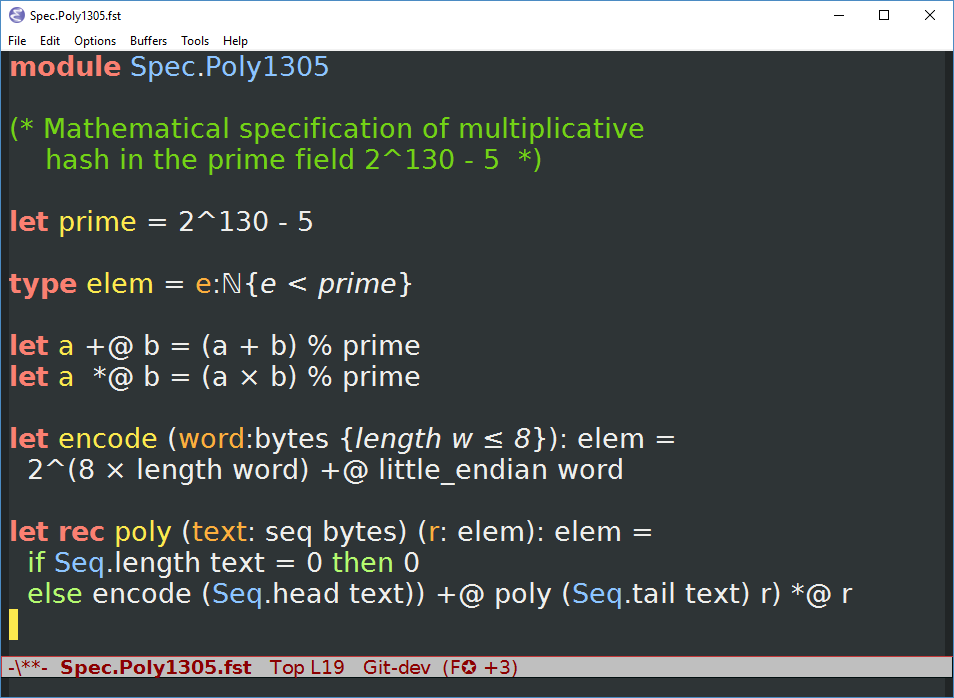 Spec.Poly1305.fst
File Edit Options Buffers Tools Help
module Spec.Poly1305
(* Mathematical specification of multiplicative
hash in the prime field 2^130 - 5 *)
let prime = 2^130 - 5
type elem = e:ℕ{e < prime}
let a +@ b = (a + b) % prime
let a *@ b = (a × b) % prime
let encode (word:bytes {length w ≤ 8}): elem =
2^(8 × length word) +@ little_endian word
let rec poly (text: seq bytes) (r: elem): elem =
if Seq.length text = 0 then 0
else encode (Seq.head text)) +@ poly (Seq.tail text) r) *@ r
-\**- Spec.Poly1305.fst Top L19 Git-dev (F✪ +3)